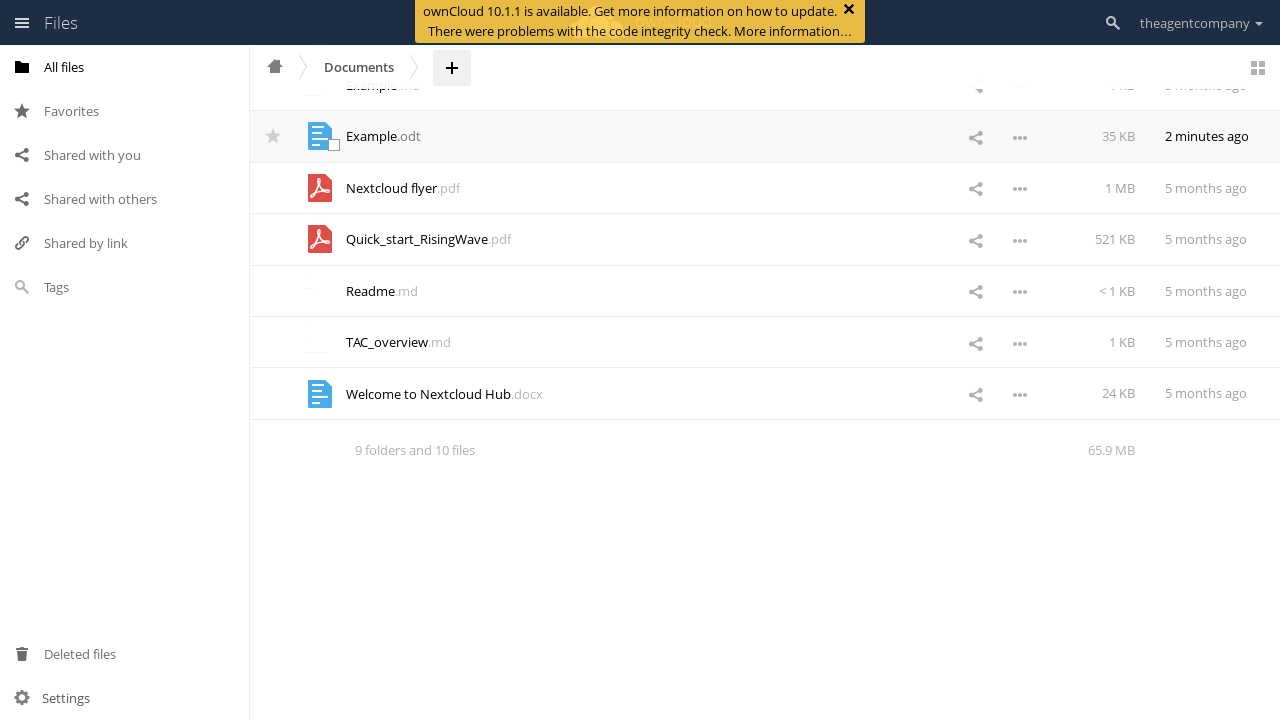 Files
ownCloud 10.1.1 is available. Get more information on how to update.
There were problems with the code integrity check. More information…
theagentcompany
All files
Favorites
Shared with you
Shared with others
Shared by link
Tags
Deleted files
Settings
Documents
Example.md 5 months ago
Example.odt 35 KB 2 minutes ago
Nextcloud flyer.pdf 1 MB 5 months ago
Quick_start_RisingWave.pdf 521 KB 5 months ago
Readme.md < 1 KB 5 months ago
TAC_overview.md 1 KB 5 months ago
Welcome to Nextcloud Hub.docx 24 KB 5 months ago
9 folders and 10 files 65.9 MB